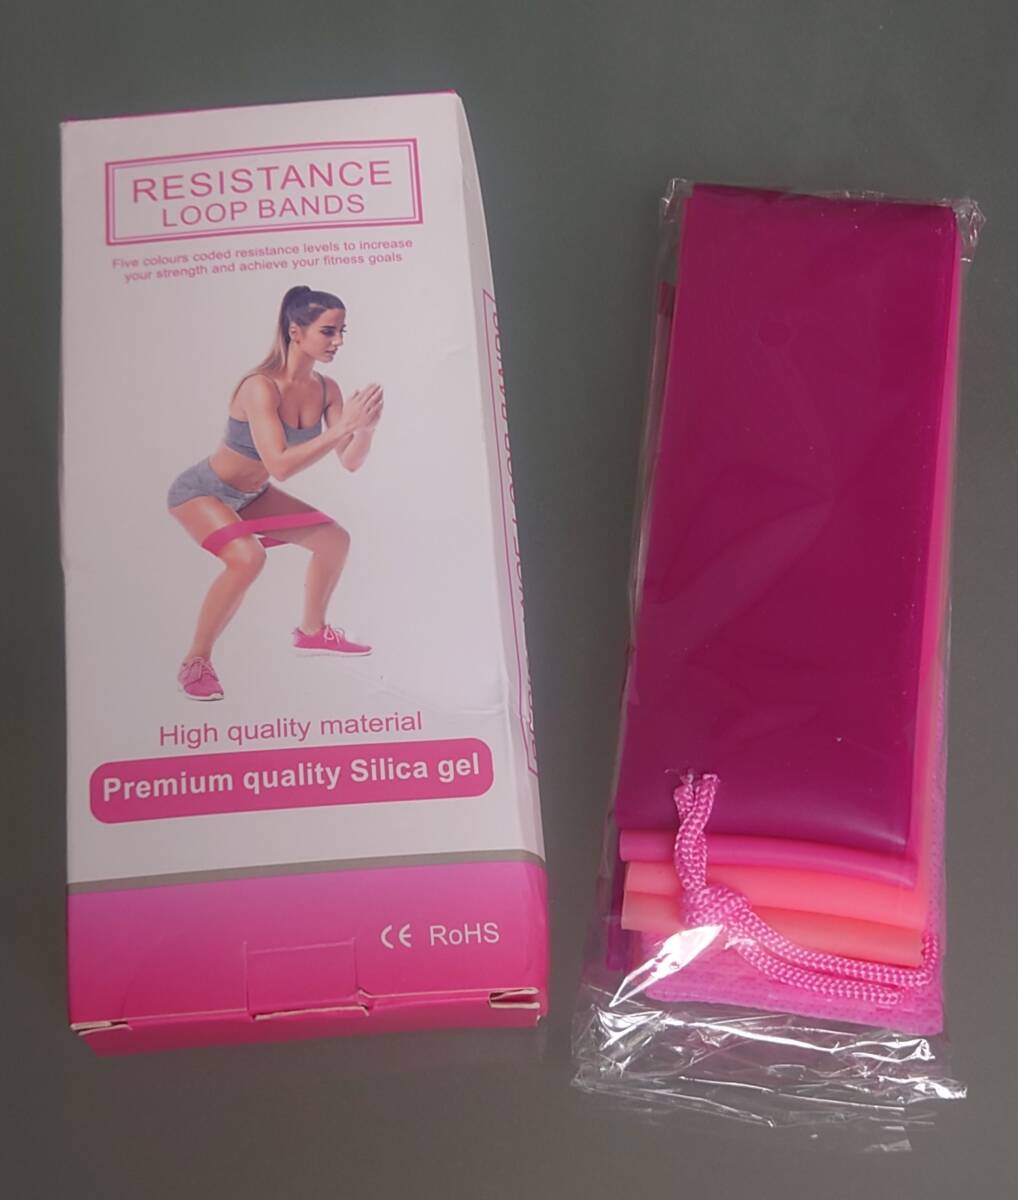 RESISTANCE
LOOP BANDS
Five colours coded resistance levels to increase
your strength and achieve your fitness goals
High quality material
Premium quality Silica gel
CE RoHS